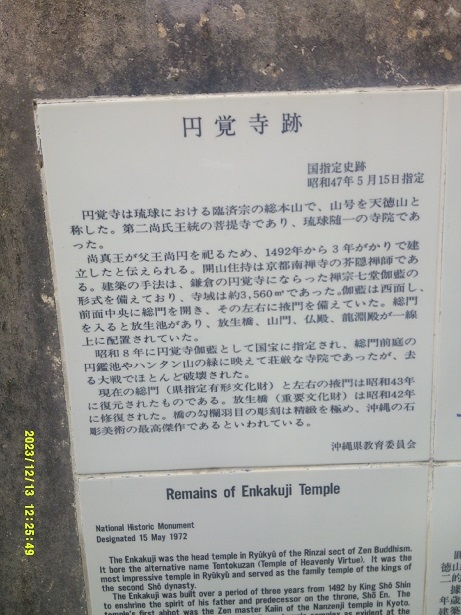 円覚寺跡
国指定史跡
昭和47年5月15日指定
円覚寺は琉球における臨済宗の総本山で、山号を天徳山と
称した。第二尚氏王統の菩提寺であり、琉球随一の寺院であ
った。
尚真王が父王尚円を祀るため、1492年から3年がかりで建
立したと伝えられる。開山住持は京都南禅寺の芥隠禅師であ
る。建築の手法は、鎌倉の円覚寺にならった禅宗七堂伽藍の
形式を備えており、寺域は約3,560㎡であった。伽藍は西面し、
前面中央に総門を開き、その左右に掖門を備えていた。総門
を入ると放生池があり、放生橋、山門、仏殿、龍淵殿が一線
上に配置されていた。
昭和8年に円覚寺伽藍として国宝に指定され、総門前庭の
円鑑池やハンタン山の緑に映えて荘厳な寺院であったが、去
る大戦でほとんど破壊された。
現在の総門（県指定有形文化財）と左右の掖門は昭和43年
に復元されたものである。放生橋（重要文化財）は昭和42年
に修復された。橋の勾欄羽目の彫刻は精緻を極め、沖縄の石
彫美術の最高傑作であるといわれている。
沖縄県教育委員会
Remains of Enkakuji Temple
National Historic Monument
Designated 15 May 1972
The Enkakuji was the head temple in Ryūkyū of the Rinzai sect of Zen Buddhism.
It bore the alternative name Tentokuzan (Temple of Heavenly Virtue). It was the
most impressive temple in Ryūkyū and served as the family temple of the kings of
the second Shō dynasty.
The Enkakuji was built over a period of three years from 1492 by King Shō Shin
to enshrine the spirit of his father and predecessor on the throne, Shō En. The
temple's first abbot was the Zen master Kaiin of the Nanzenji temple in Kyoto.
2023/12/13 12:25:49